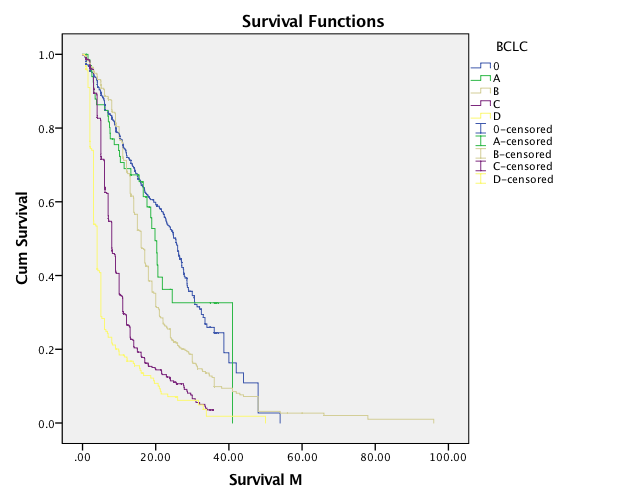 Survival Functions
BCLC
0
A
B
C
D
0-censored
A-censored
B-censored
C-censored
D-censored
1.0
0.8
0.6
0.4
0.2
0.0
Cum Survival
.00 20.00 40.00 60.00 80.00 100.00
Survival M